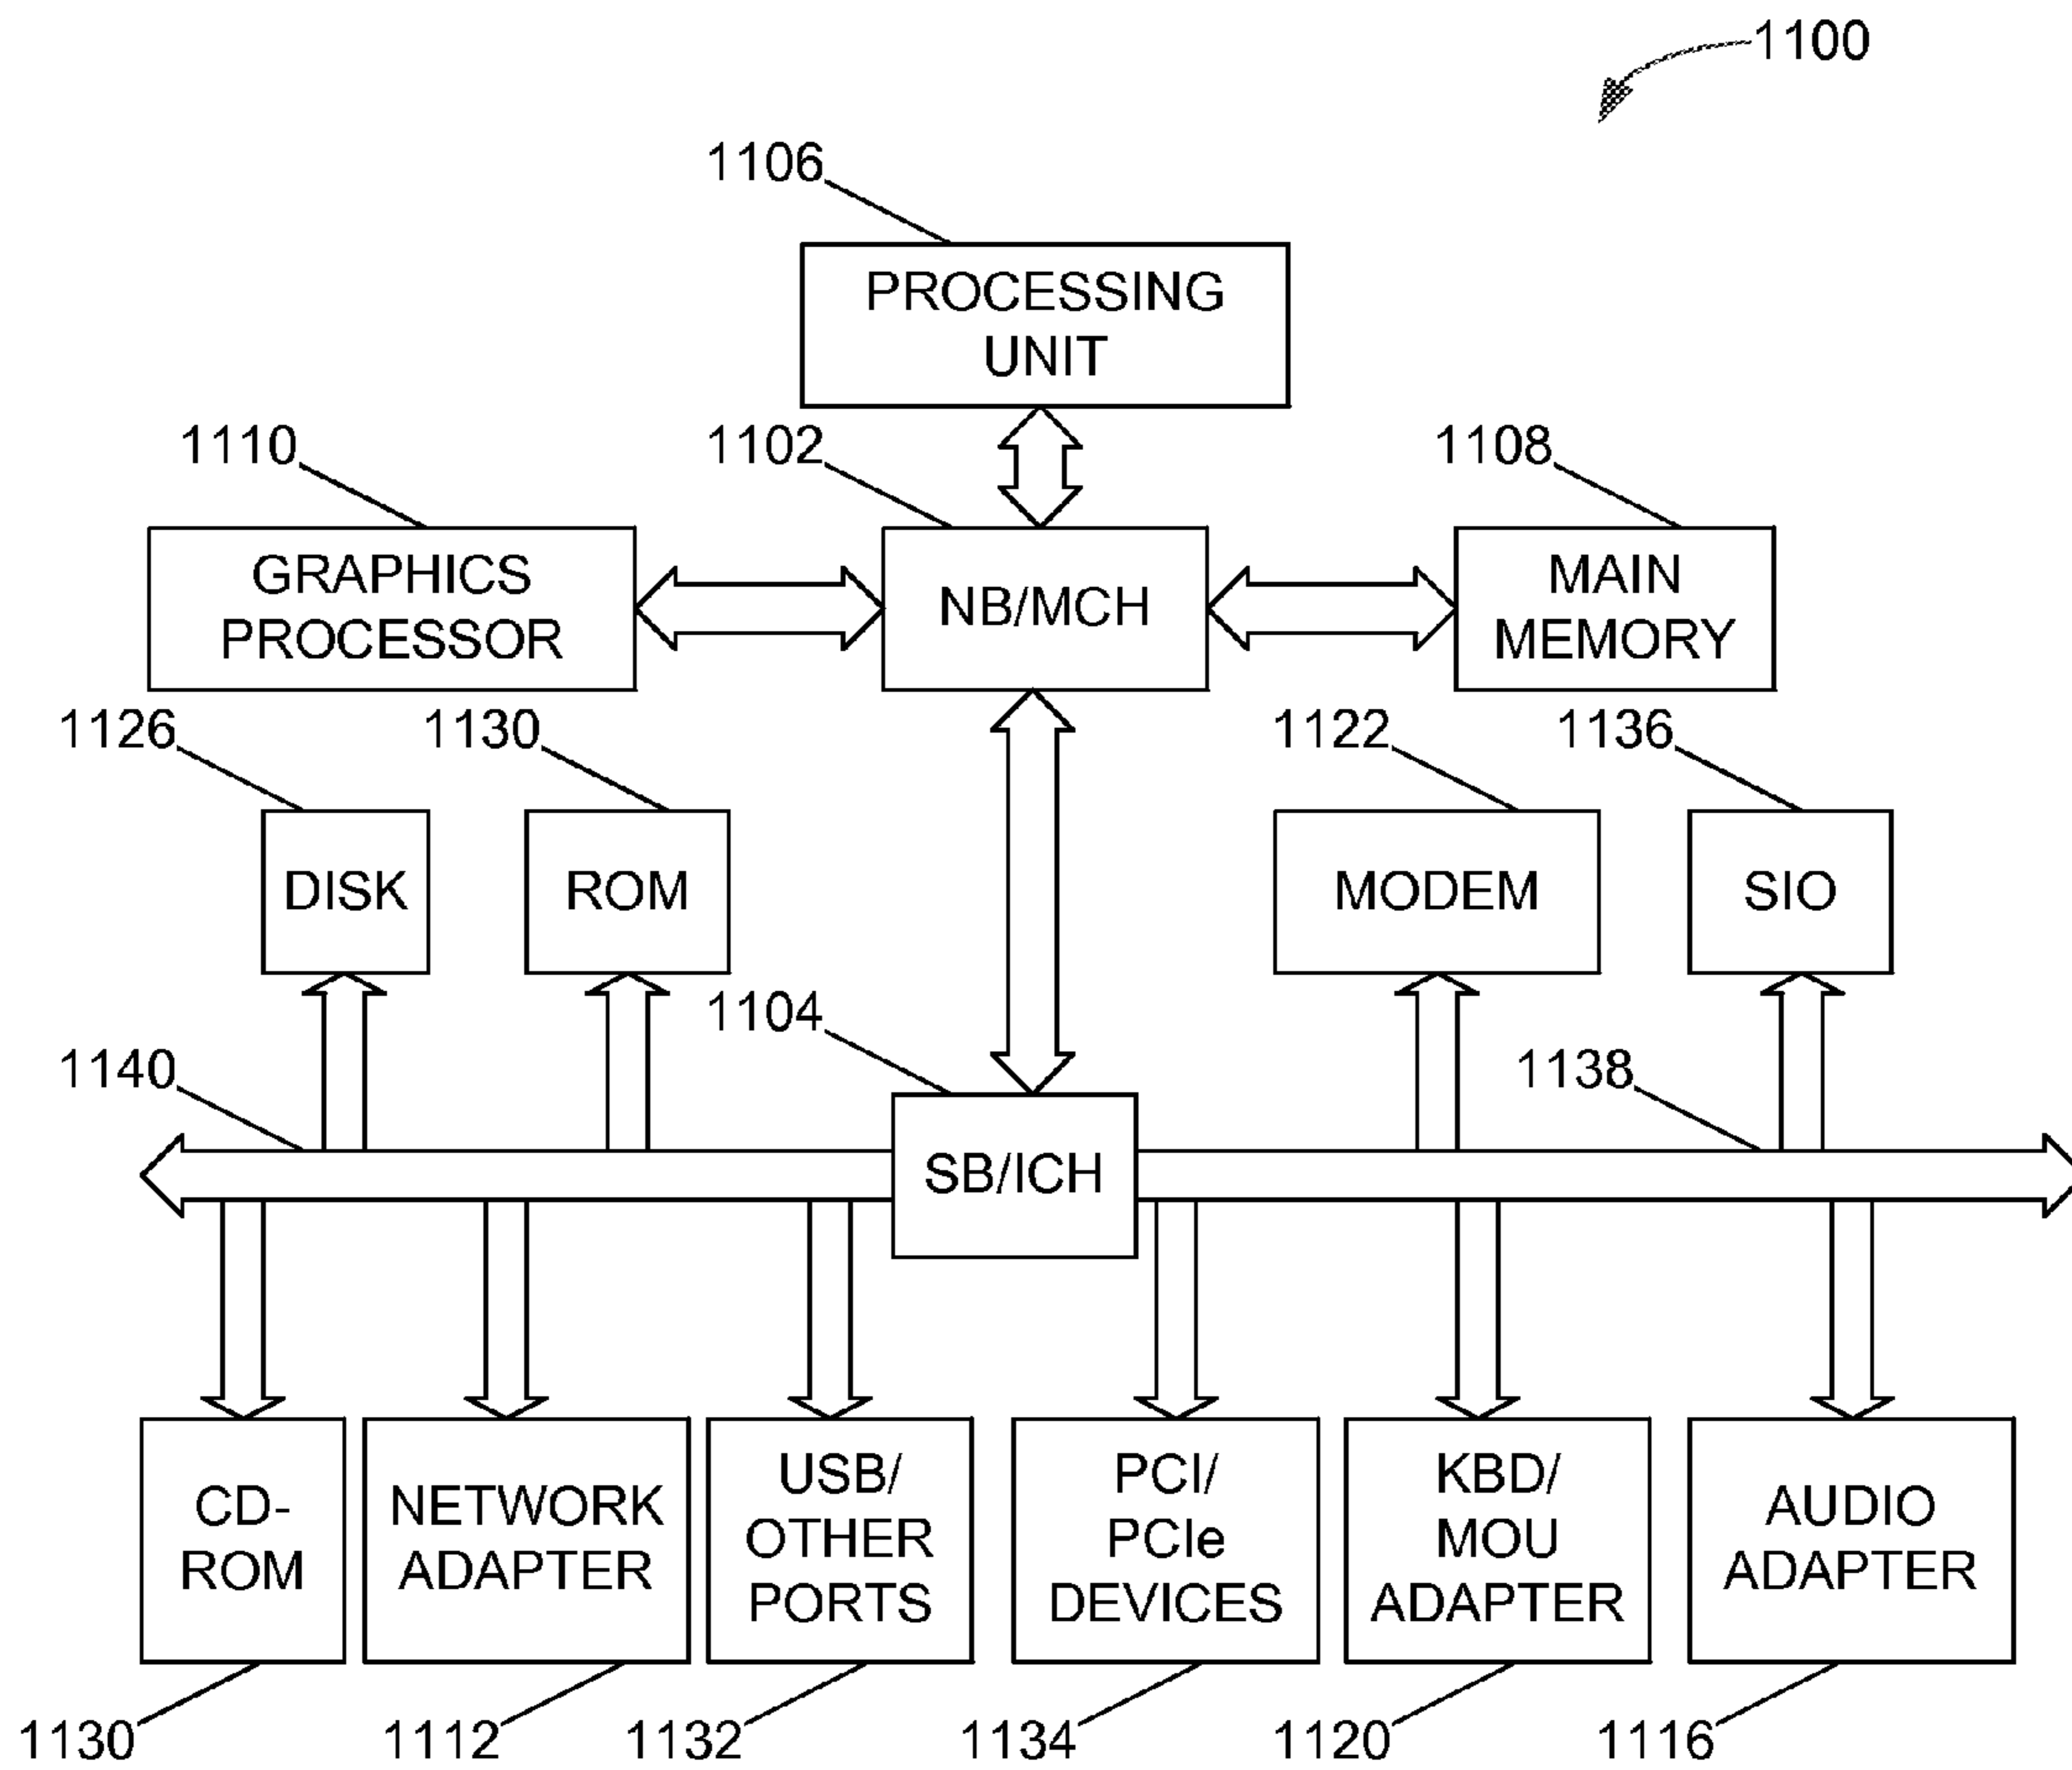 1100
1106
PROCESSING
UNIT
1110
1102
1108
GRAPHICS
PROCESSOR
NB/MCH
MAIN
MEMORY
1126
1130
1122
1136
DISK
ROM
MODEM
SIO
1104
1140
1138
SB/ICH
CD-
ROM
NETWORK
ADAPTER
USB/
OTHER
PORTS
PCI/
PCIe
DEVICES
KBD/
MOU
ADAPTER
AUDIO
ADAPTER
1130
1112
1132
1134
1120
1116